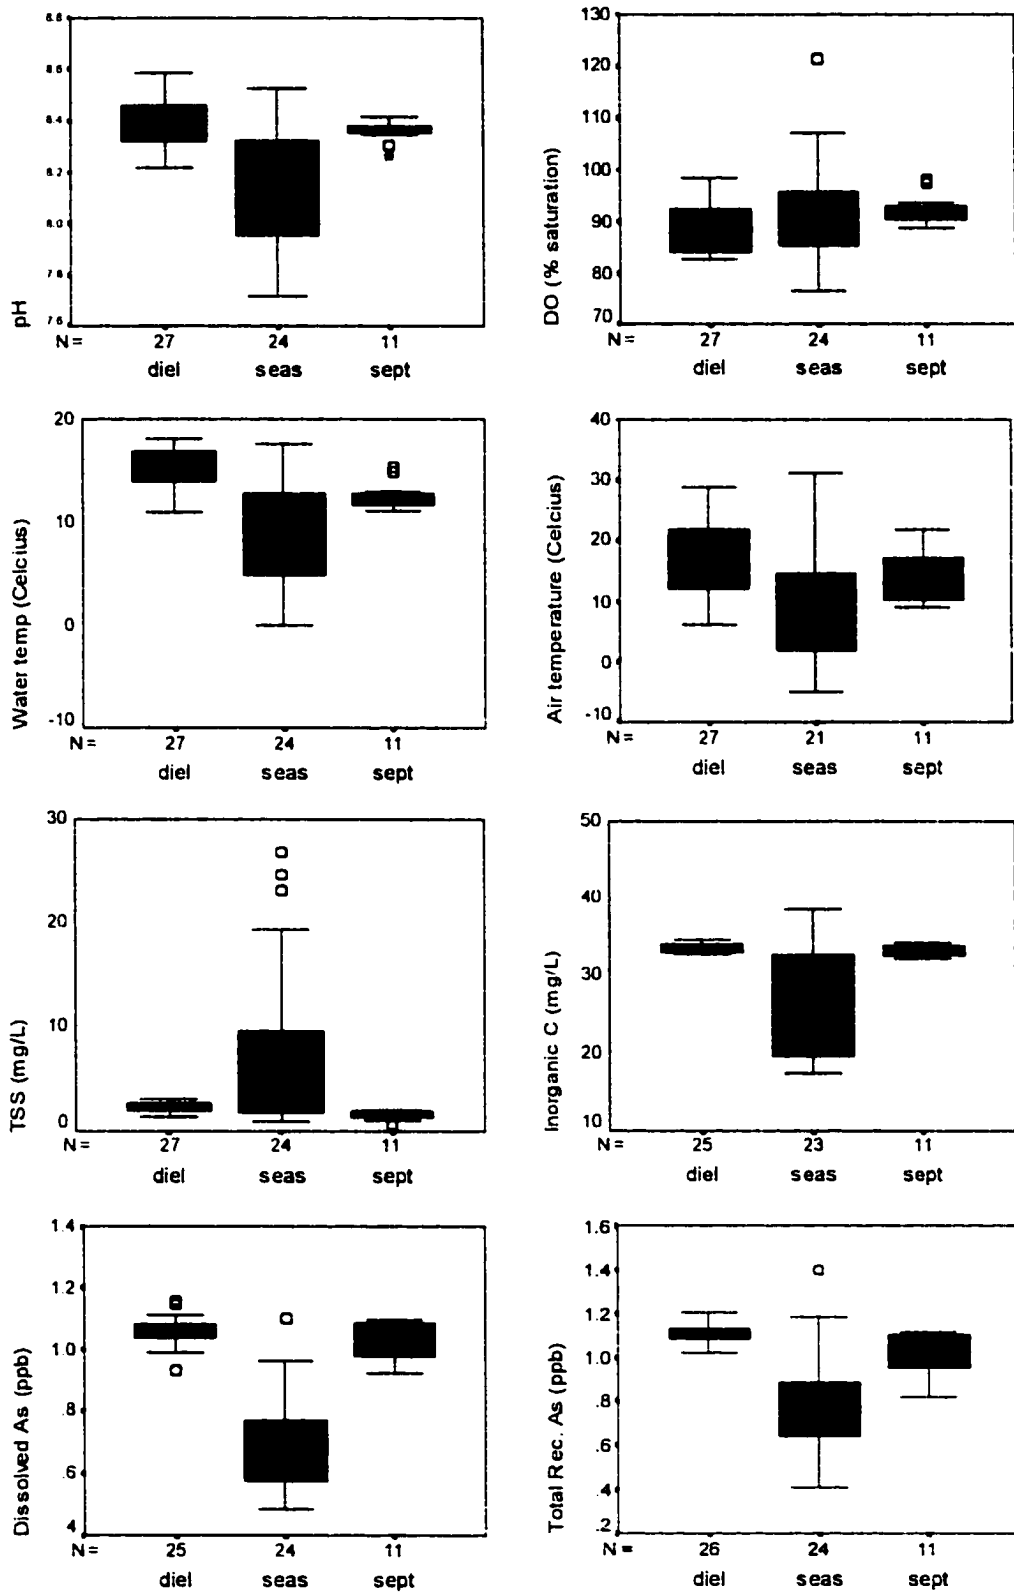 pH
8.8
8.6
8.4
8.2
8.0
7.8
7.6
N = 27 24 11
diel seas sept
DO (% saturation)
130
120
110
100
90
80
70
N = 27 24 11
diel seas sept
Water temp (Celcius)
20
10
0
-10
N = 27 24 11
diel seas sept
Air temperature (Celcius)
40
30
20
10
0
-10
N = 27 21 11
diel seas sept
TSS (mg/L)
30
20
10
0
N = 27 24 11
diel seas sept
Inorganic C (mg/L)
50
40
30
20
10
N = 25 23 11
diel seas sept
Dissolved As (ppb)
1.4
1.2
1.0
.8
.6
.4
N = 25 24 11
diel seas sept
Total Rec. As (ppb)
1.6
1.4
1.2
1.0
.8
.6
.4
.2
N = 26 24 11
diel seas sept